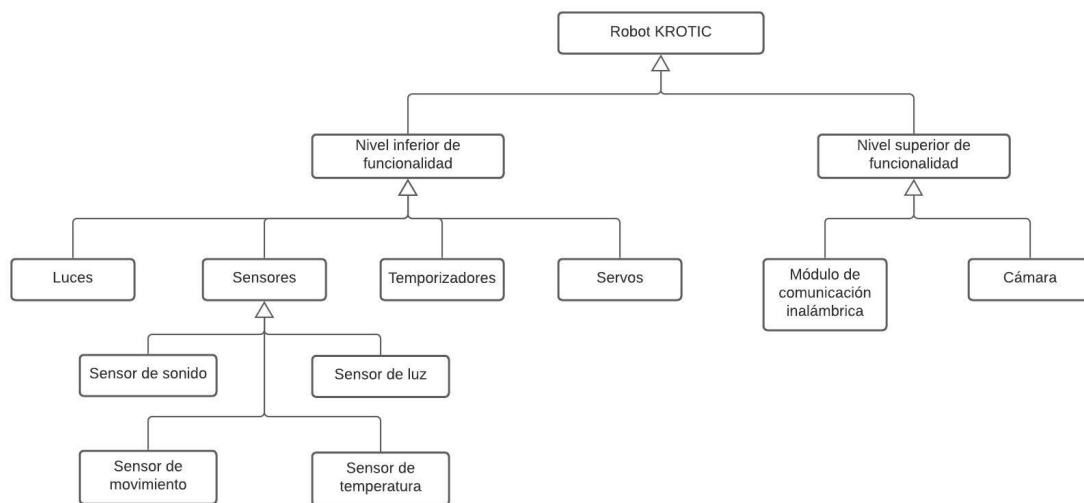 Robot KROTIC
Nivel inferior de
funcionalidad
Nivel superior de
funcionalidad
Luces
Sensores
Temporizadores
Servos
Módulo de
comunicación
inalámbrica
Cámara
Sensor de sonido
Sensor de luz
Sensor de
movimiento
Sensor de
temperatura